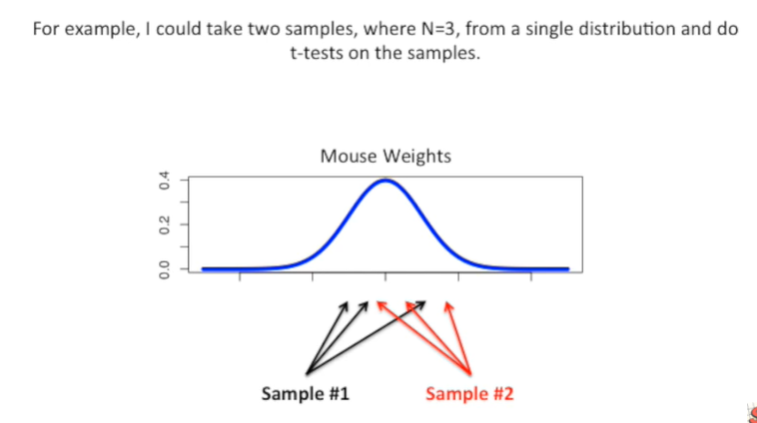 For example, I could take two samples, where N=3, from a single distribution and do
t-tests on the samples.
Mouse Weights
0.4
0.2
0.0
Sample #1
Sample #2